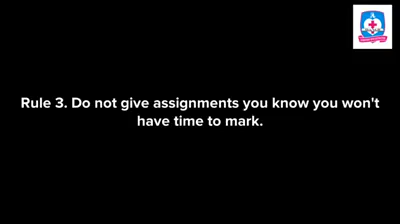 Rule 3. Do not give assignments you know you won't
have time to mark.